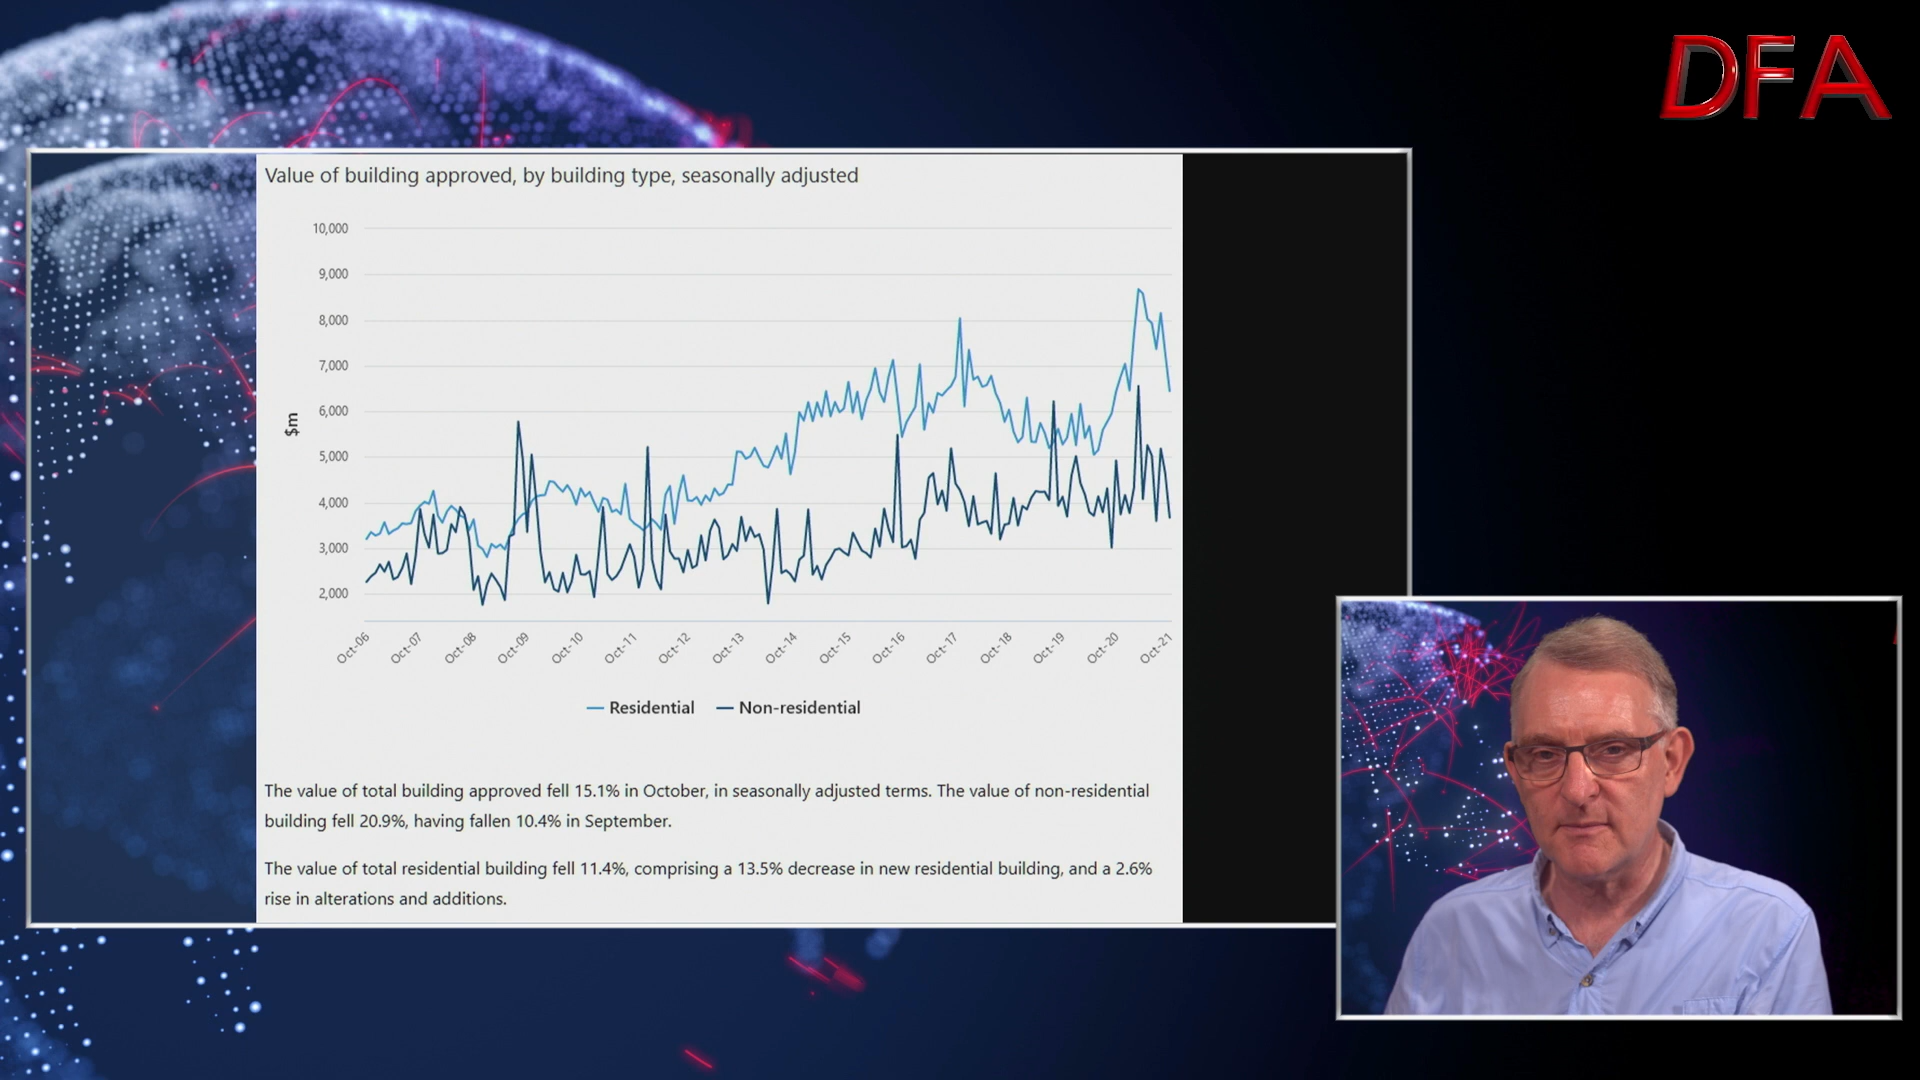 DFA
Value of building approved, by building type, seasonally adjusted
10,000
9,000
8,000
7,000
6,000
5,000
4,000
3,000
2,000
$m
Oct-06 Oct-07 Oct-08 Oct-09 Oct-10 Oct-11 Oct-12 Oct-13 Oct-14 Oct-15 Oct-16 Oct-17 Oct-18 Oct-19 Oct-20 Oct-21
Residential Non-residential
The value of total building approved fell 15.1% in October, in seasonally adjusted terms. The value of non-residential
building fell 20.9%, having fallen 10.4% in September.
The value of total residential building fell 11.4%, comprising a 13.5% decrease in new residential building, and a 2.6%
rise in alterations and additions.